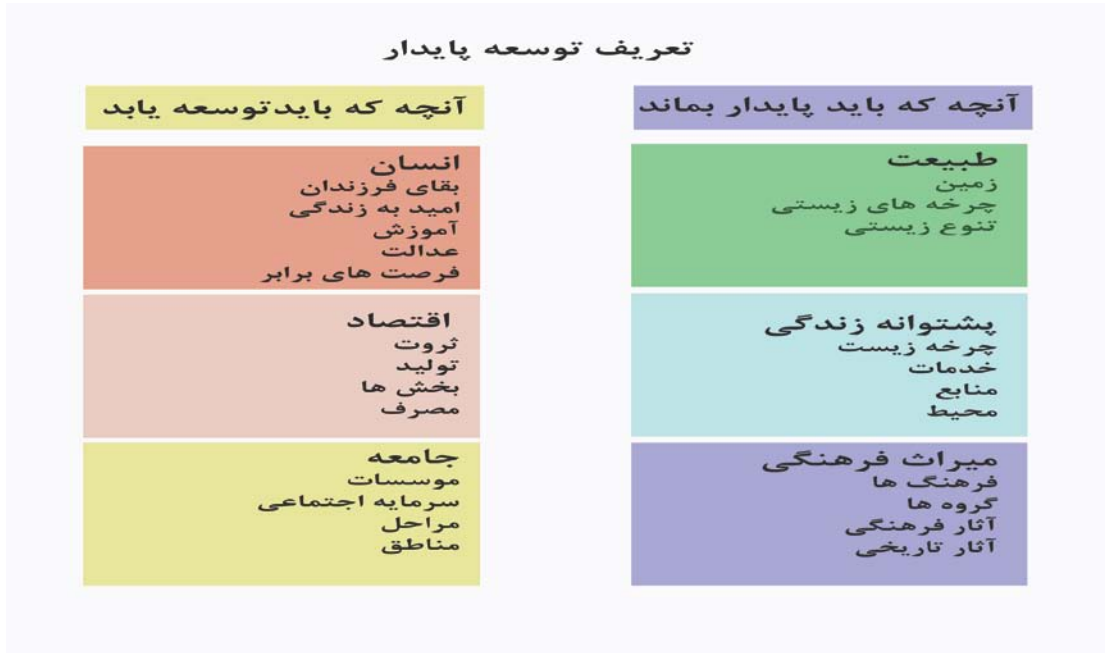 تعریف توسعه پایدار
آنچه که باید پایدار بماند
طبیعت
زمین
چرخه های زیستی
تنوع زیستی
پشتوانه زندگی
چرخه زیست
خدمات
منابع
محیط
میراث فرهنگی
فرهنگ ها
گروه ها
آثار فرهنگی
آثار تاریخی
آنچه که بایدتوسعه یابد
انسان
بقای فرزندان
امید به زندگی
آموزش
عدالت
فرصت های برابر
اقتصاد
ثروت
تولید
بخش ها
مصرف
جامعه
موسسات
سرمایه اجتماعی
مراحل
مناطق